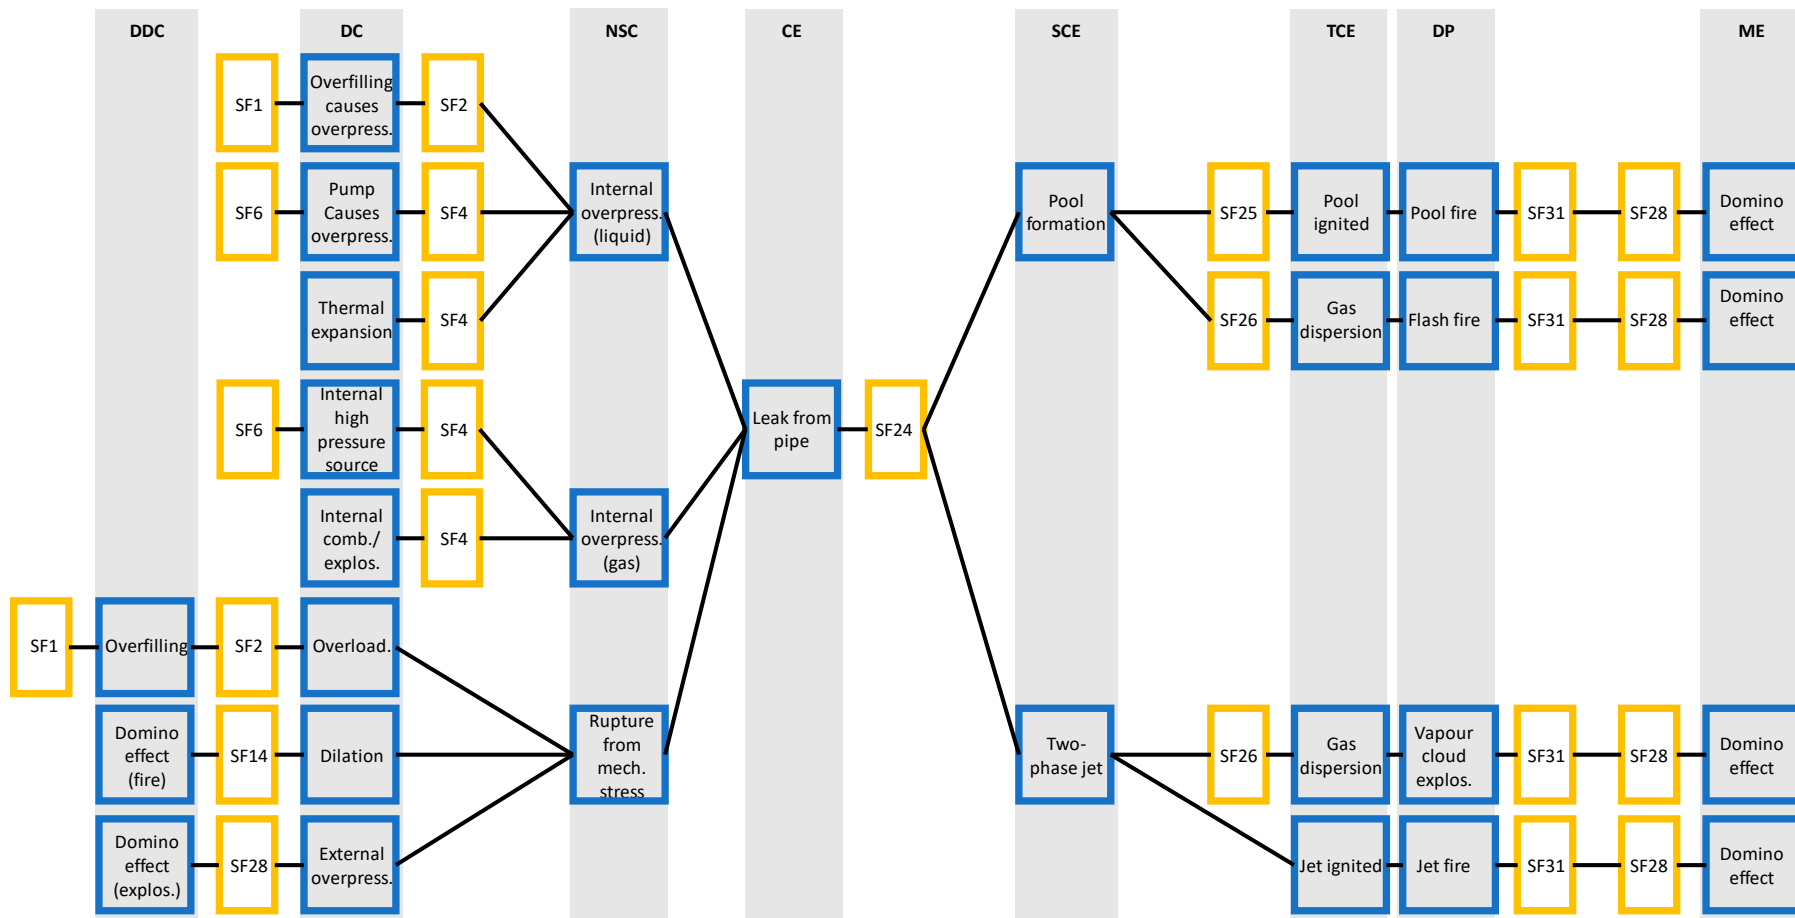 DDC
DC
NSC
CE
SCE
TCE
DP
ME
SF1
Overfilling
causes
overpress.
SF2
SF6
Pump
Causes
overpress.
SF4
Internal
overpress.
(liquid)
Pool
formation
SF25
Pool
ignited
Pool fire
SF31
SF28
Domino
effect
Thermal
expansion
SF4
SF26
Gas
dispersion
Flash fire
SF31
SF28
Domino
effect
SF6
Internal
high
pressure
source
SF4
Leak from
pipe
SF24
Internal
comb./
explos.
SF4
Internal
overpress.
(gas)
SF1
Overfilling
SF2
Overload.
Domino
effect
(fire)
SF14
Dilation
Rupture
from
mech.
stress
Two-
phase jet
SF26
Gas
dispersion
Vapour
cloud
explos.
SF31
SF28
Domino
effect
Domino
effect
(explos.)
SF28
External
overpress.
Jet ignited
Jet fire
SF31
SF28
Domino
effect